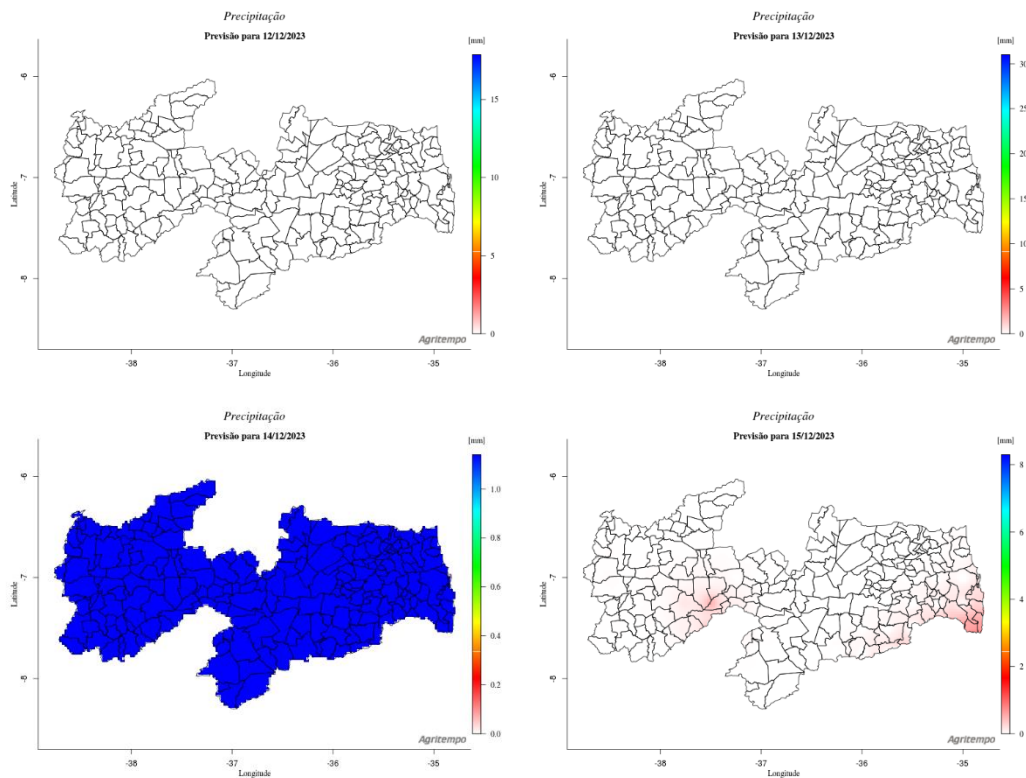 Precipitação
Previsão para 12/12/2023
[mm]
15
10
5
0
-6
-7
-8
Latitude
-38
-37
-36
-35
Longitude
Agritempo
Precipitação
Previsão para 13/12/2023
[mm]
30
25
20
15
10
5
0
-6
-7
-8
Latitude
-38
-37
-36
-35
Longitude
Agritempo
Precipitação
Previsão para 14/12/2023
[mm]
1.0
0.8
0.6
0.4
0.2
0.0
-6
-7
-8
Latitude
-38
-37
-36
-35
Longitude
Agritempo
Precipitação
Previsão para 15/12/2023
[mm]
8
6
4
2
0
-6
-7
-8
Latitude
-38
-37
-36
-35
Longitude
Agritempo